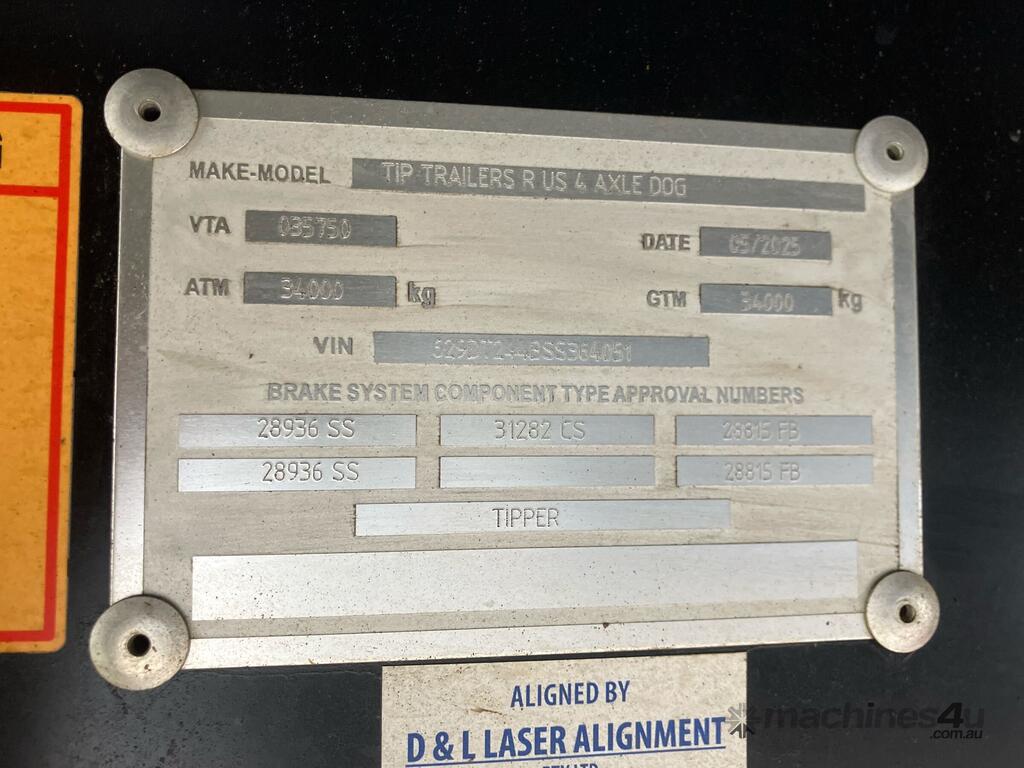 G
MAKE-MODEL TIP TRAILERS R US 4 AXLE DOG
VTA 035750 DATE 05/2025
ATM 34000 kg GTM 34000 kg
VIN
BRAKE SYSTEM COMPONENT TYPE APPROVAL NUMBERS
28936 SS 31282 CS 28815 FB
28936 SS 28815 FB
TIPPER
ALIGNED BY
D & L LASER ALIGNMENT
PTY LTD
machines4u
.com.au